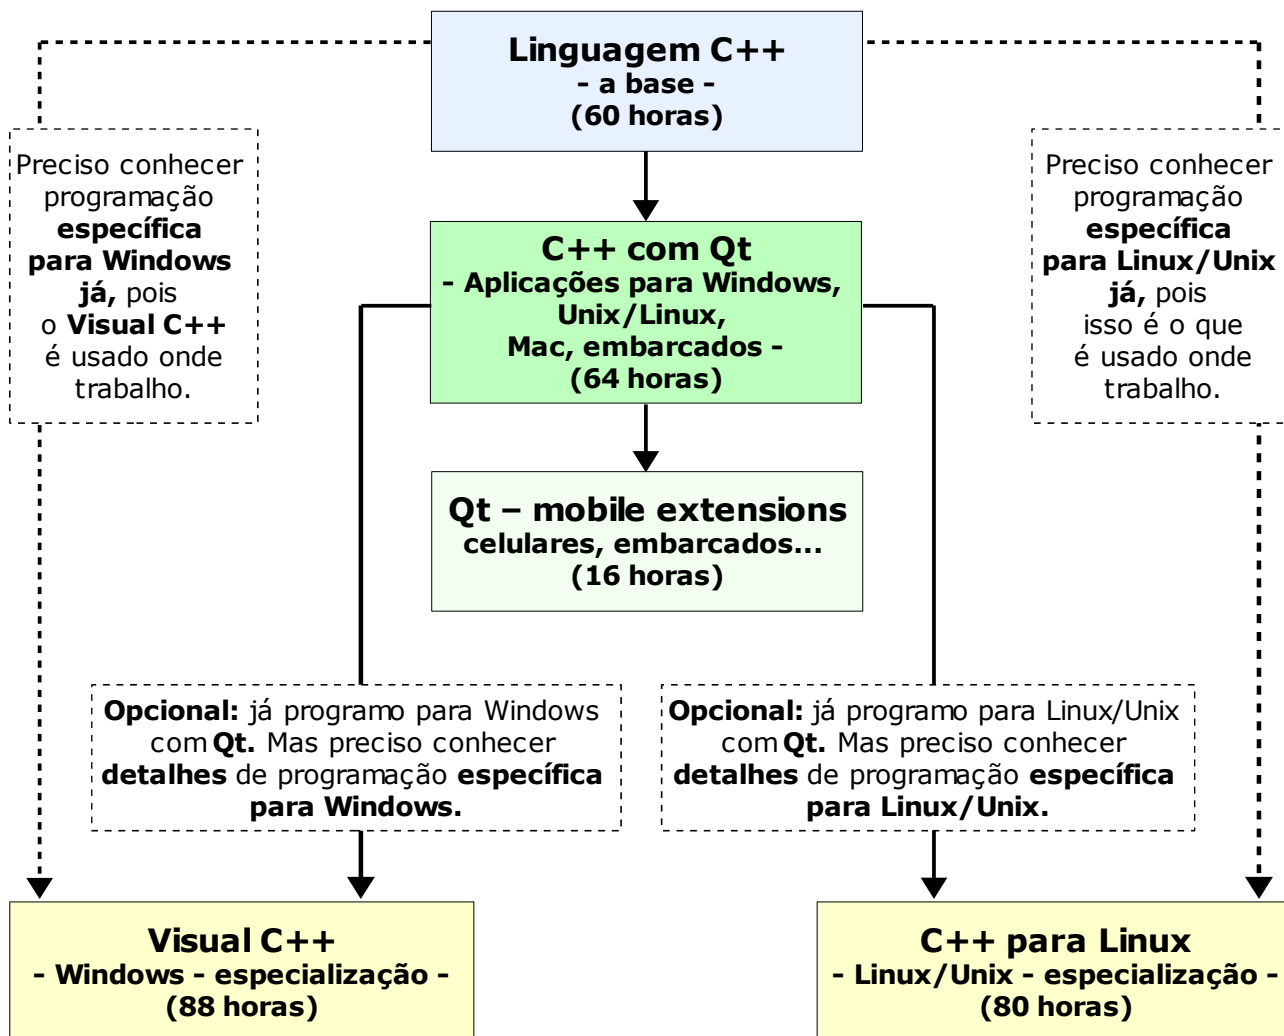 Linguagem C++
- a base -
(60 horas)
Preciso conhecer
programação
específica
para Windows
já, pois
o Visual C++
é usado onde
trabalho.
Preciso conhecer
programação
específica
para Linux/Unix
já, pois
isso é o que
é usado onde
trabalho.
C++ com Qt
- Aplicações para Windows,
Unix/Linux,
Mac, embarcados -
(64 horas)
Qt – mobile extensions
celulares, embarcados...
(16 horas)
Opcional: já programo para Windows
com Qt. Mas preciso conhecer
detalhes de programação específica
para Windows.
Opcional: já programo para Linux/Unix
com Qt. Mas preciso conhecer
detalhes de programação específica
para Linux/Unix.
Visual C++
- Windows - especialização -
(88 horas)
C++ para Linux
- Linux/Unix - especialização -
(80 horas)